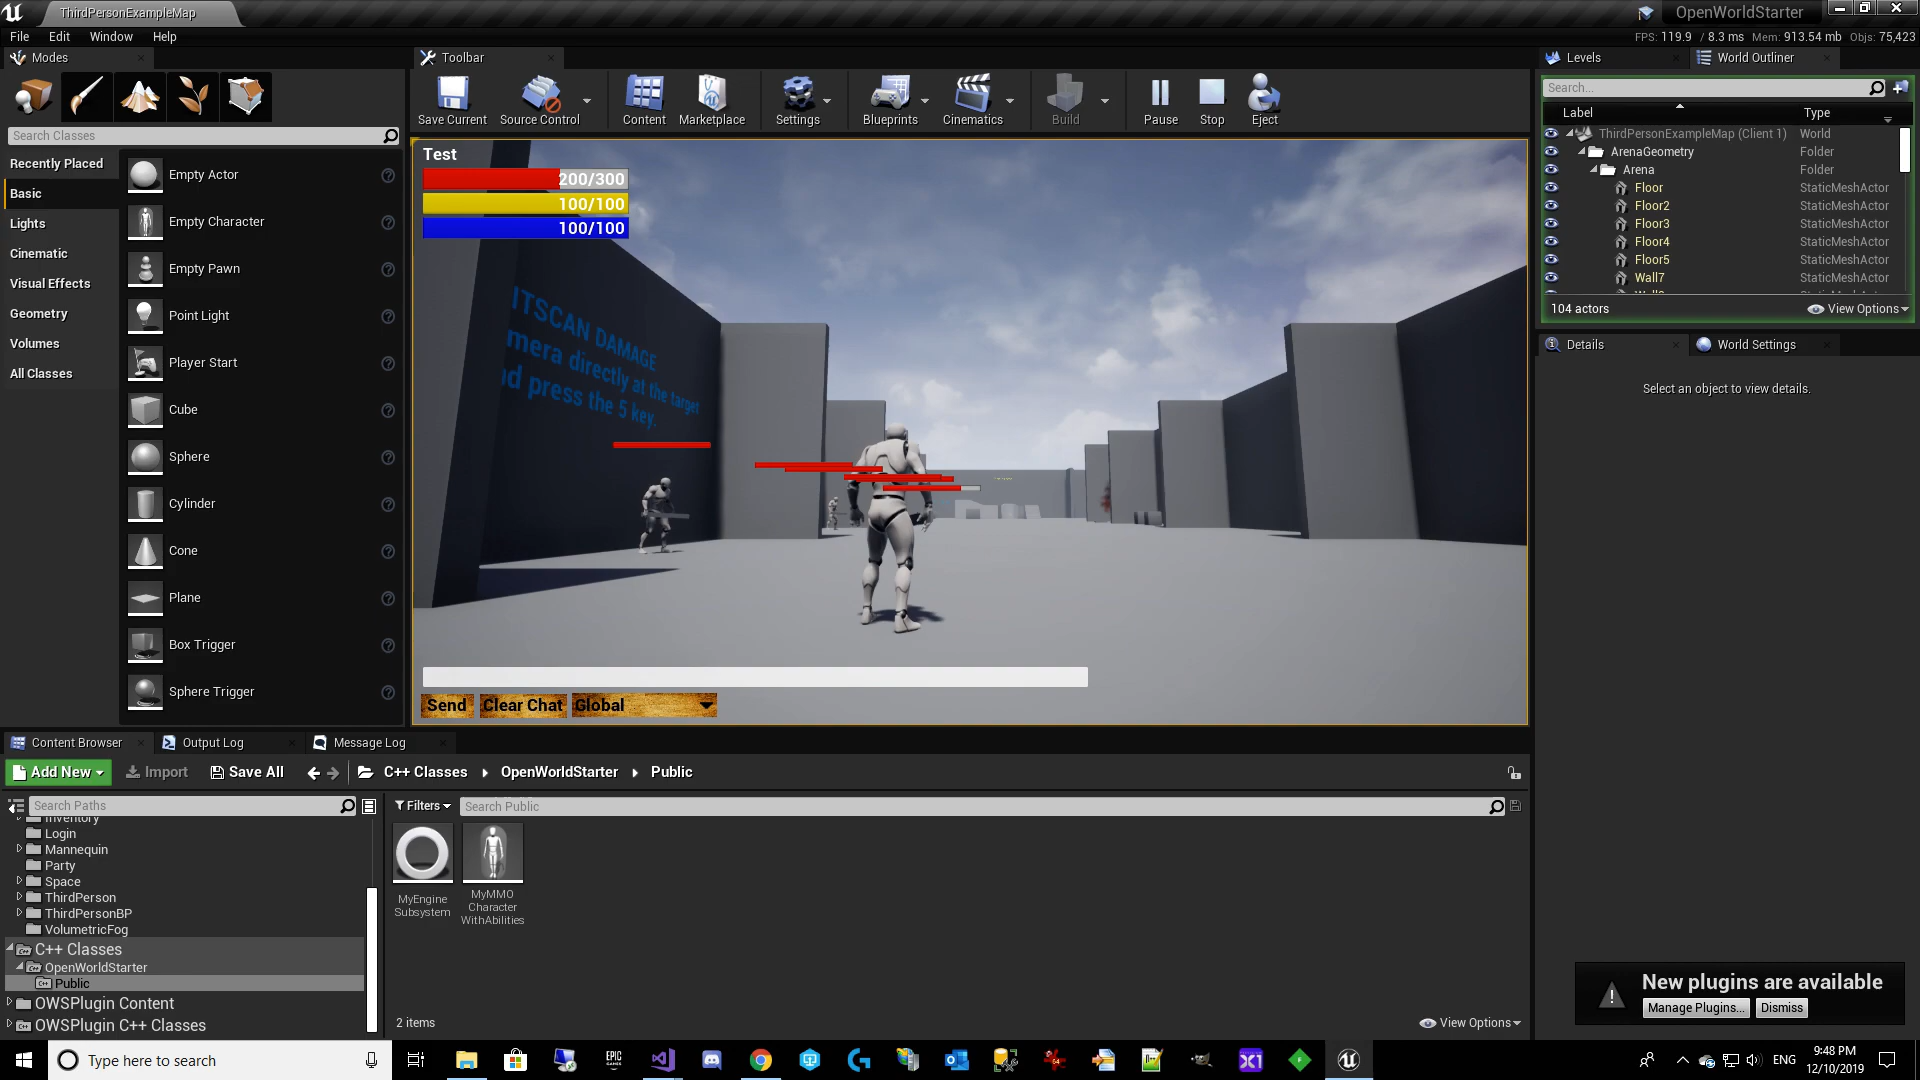 ThirdPersonExampleMap
OpenWorldStarter
File Edit Window Help
FPS: 119.9 / 8.3 ms Mem: 913.54 mb Objs: 75,423
Modes
Search Classes
Recently Placed
Basic
Lights
Cinematic
Visual Effects
Geometry
Volumes
All Classes
Empty Actor
Empty Character
Empty Pawn
Point Light
Player Start
Cube
Sphere
Cylinder
Cone
Plane
Box Trigger
Sphere Trigger
Toolbar
Save Current
Source Control
Content
Marketplace
Settings
Blueprints
Cinematics
Build
Pause
Stop
Eject
Test
200/300
100/100
100/100
ITSCAN DAMAGE
mera directly at the target
d press the 5 key.
Send Clear Chat Global
Levels World Outliner
Search...
Label Type
ThirdPersonExampleMap (Client 1) World
ArenaGeometry Folder
Arena Folder
Floor StaticMeshActor
Floor2 StaticMeshActor
Floor3 StaticMeshActor
Floor4 StaticMeshActor
Floor5 StaticMeshActor
Wall7 StaticMeshActor
104 actors View Options
Details World Settings
Select an object to view details.
Content Browser Output Log Message Log
Add New Import Save All C++ Classes OpenWorldStarter Public
Search Paths
Filters Search Public
Inventory
Login
Mannequin
Party
Space
ThirdPerson
ThirdPersonBP
VolumetricFog
C++ Classes
OpenWorldStarter
Public
OWSPlugin Content
OWSPlugin C++ Classes
MyEngine
Subsystem
MyMMO
Character
WithAbilities
2 items View Options
New plugins are available
Manage Plugins... Dismiss
Type here to search
EPIC
GAMES
64
X1
F
ENG
9:48 PM
12/10/2019